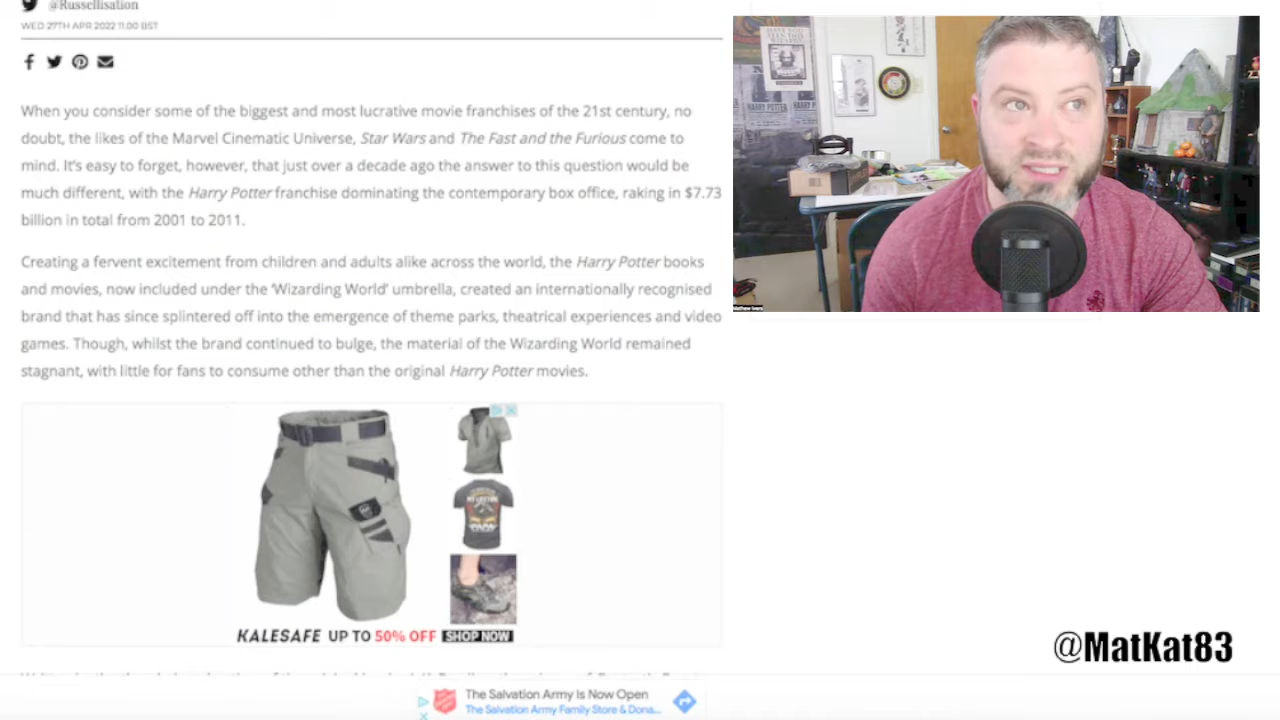 @Russellisation
WED 27TH APR 2022 11.00 BST
When you consider some of the biggest and most lucrative movie franchises of the 21st century, no
doubt, the likes of the Marvel Cinematic Universe, Star Wars and The Fast and the Furious come to
mind. It's easy to forget, however, that just over a decade ago the answer to this question would be
much different, with the Harry Potter franchise dominating the contemporary box office, raking in $7.73
billion in total from 2001 to 2011.
Creating a fervent excitement from children and adults alike across the world, the Harry Potter books
and movies, now included under the 'Wizarding World' umbrella, created an internationally recognised
brand that has since splintered off into the emergence of theme parks, theatrical experiences and video
games. Though, whilst the brand continued to bulge, the material of the Wizarding World remained
stagnant, with little for fans to consume other than the original Harry Potter movies.
KALESAFE UP TO 50% OFF SHOP NOW
The Salvation Army Is Now Open
The Salvation Army Family Store & Dona...
HAVE YOU
SEEN THIS
WIZARD?
HARRY POTTER
@MatKat83